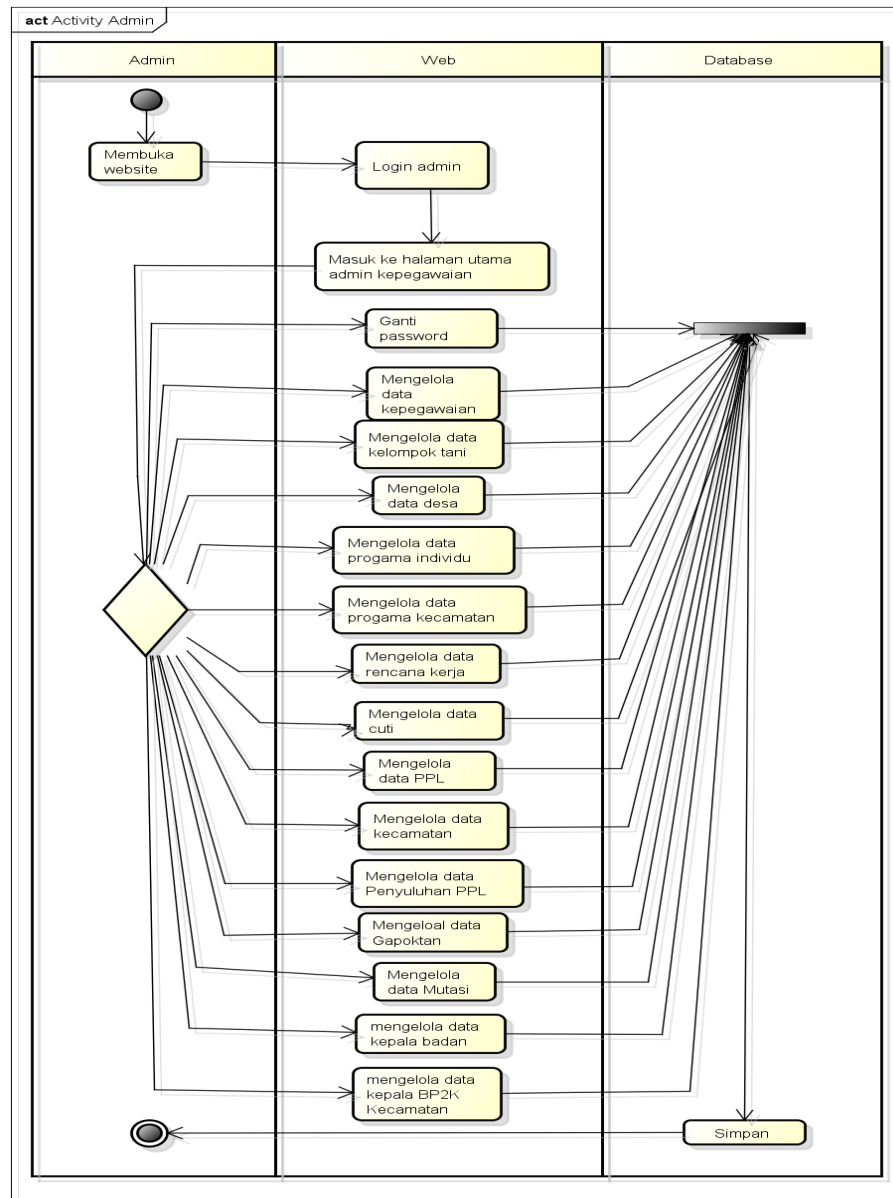 act Activity Admin
Admin
Web
Database
Membuka
website
Login admin
Masuk ke halaman utama
admin kepegawaian
Ganti
password
Mengelola
data
kepegawaian
Mengelola data
kelompok tani
Mengelola
data desa
Mengelola data
progama individu
Mengelola data
progama kecamatan
Mengelola data
rencana kerja
Mengelola data
cuti
Mengelola
data PPL
Mengelola data
kecamatan
Mengelola data
Penyuluhan PPL
Mengeloal data
Gapoktan
Mengelola
data Mutasi
mengelola data
kepala badan
mengelola data
kepala BP2K
Kecamatan
Simpan